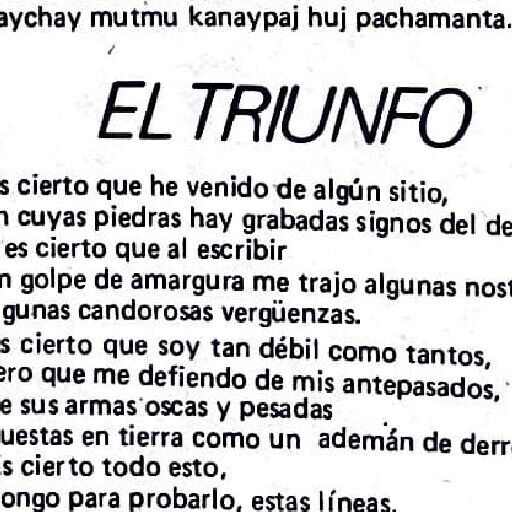 aychay mutmu kanaypaj huj pachamanta.
EL TRIUNFO
s cierto que he venido de algún sitio,
n cuyas piedras hay grabadas signos del de
es cierto que al escribir
n golpe de amargura me trajo algunas nost
gunas candorosas vergüenzas.
s cierto que soy tan débil como tantos,
ero que me defiendo de mis antepasados,
e sus armas oscas y pesadas
uestas en tierra como un ademán de derr
s cierto todo esto,
ongo para probarlo, estas líneas.